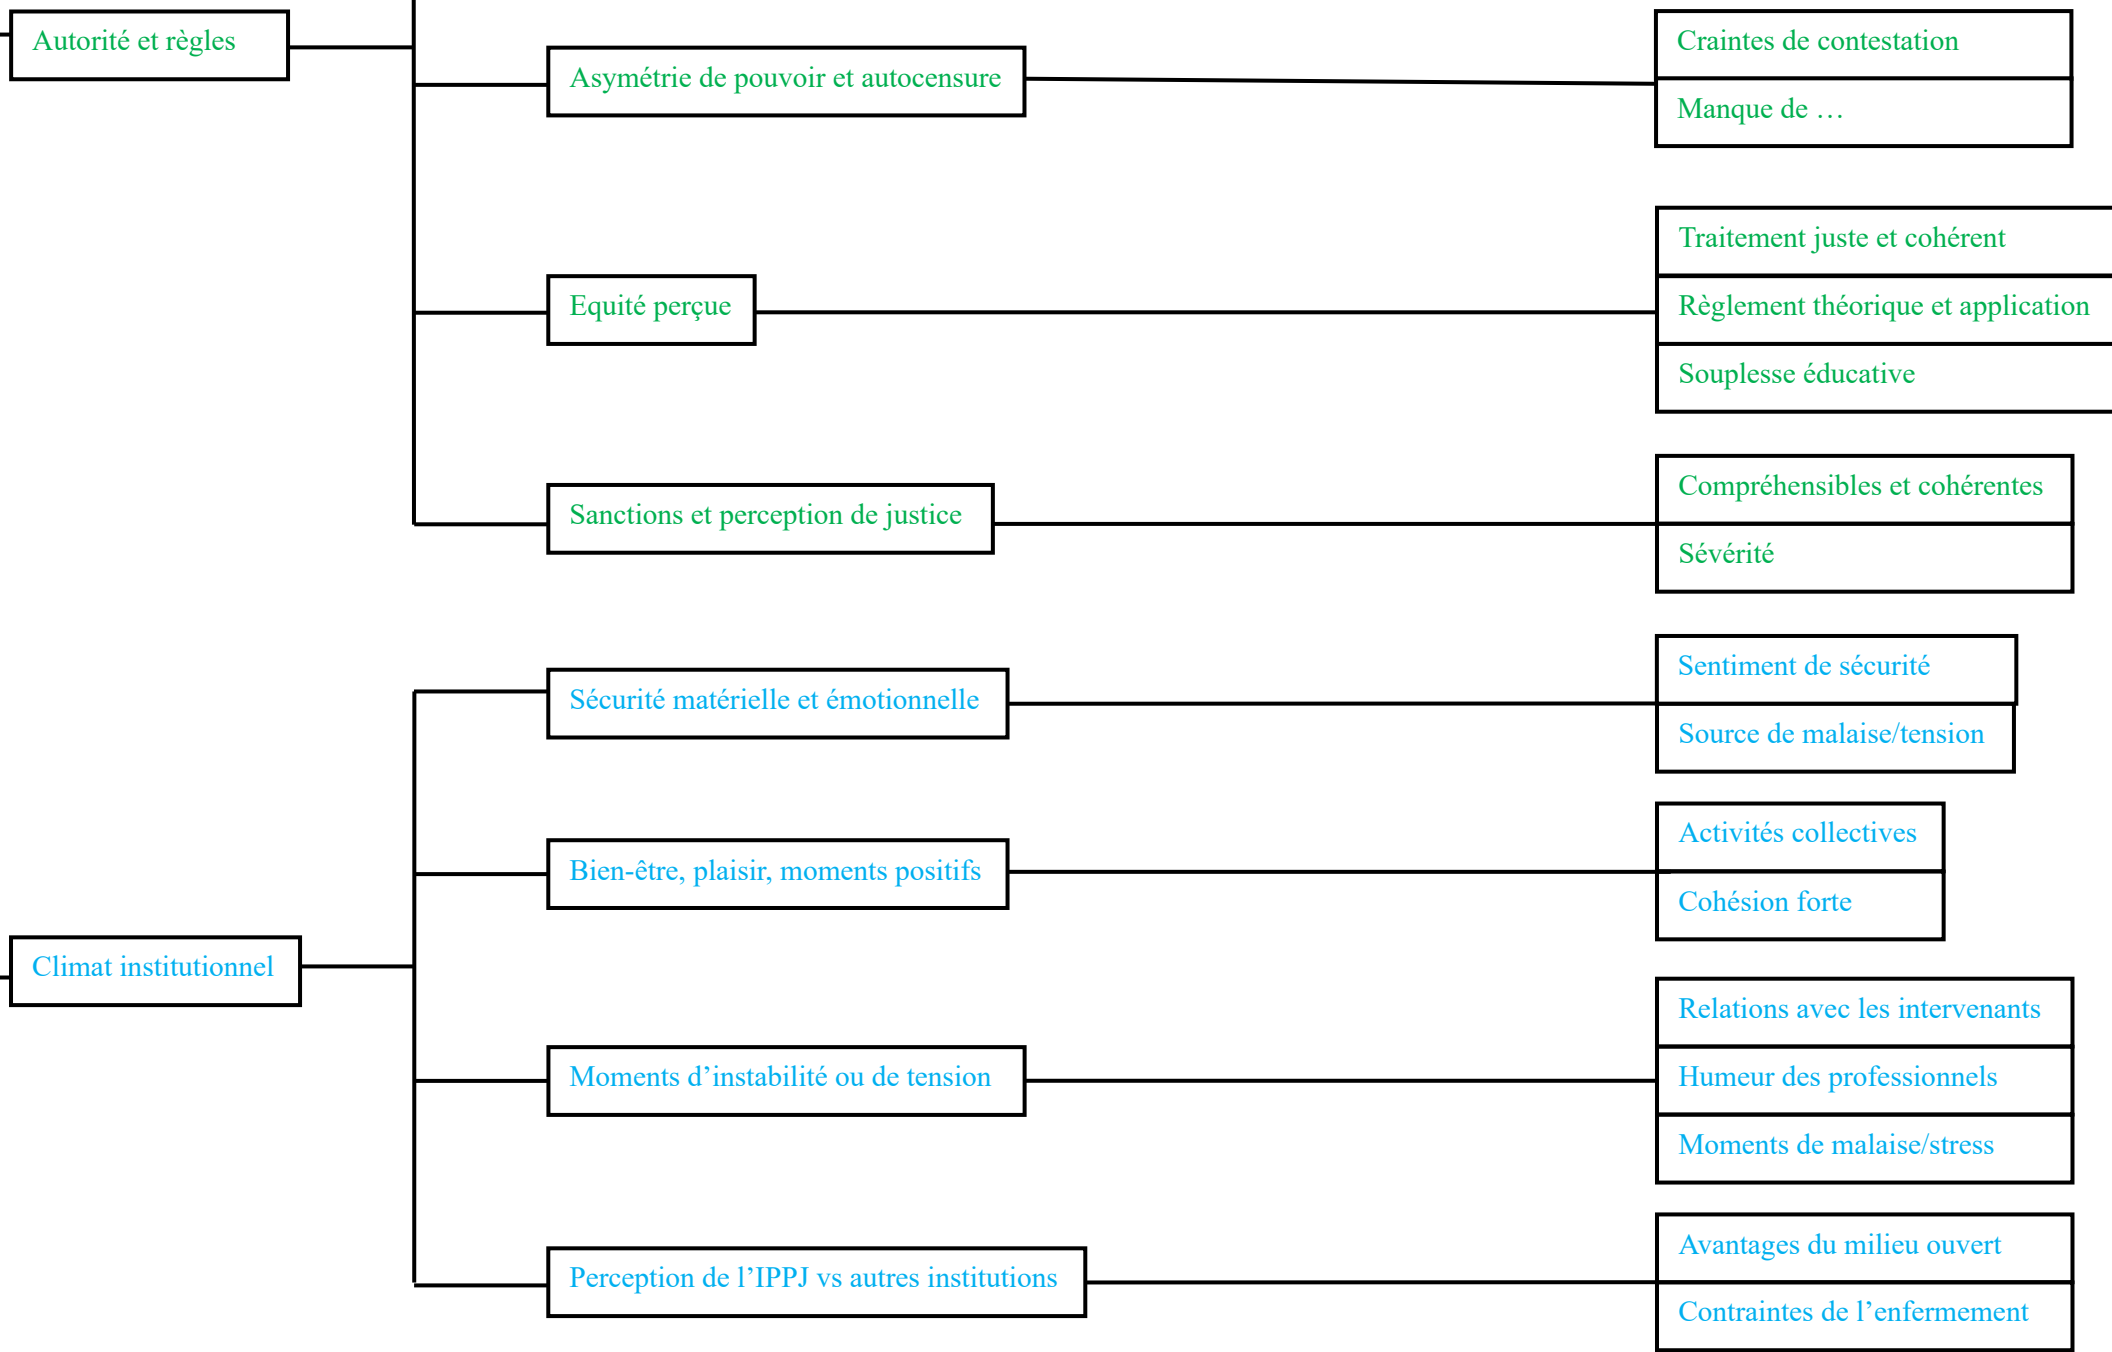 Autorité et règles
Asymétrie de pouvoir et autocensure
Craintes de contestation
Manque de …
Equité perçue
Traitement juste et cohérent
Règlement théorique et application
Souplesse éducative
Sanctions et perception de justice
Compréhensibles et cohérentes
Sévérité
Climat institutionnel
Sécurité matérielle et émotionnelle
Sentiment de sécurité
Source de malaise/tension
Bien-être, plaisir, moments positifs
Activités collectives
Cohésion forte
Moments d’instabilité ou de tension
Relations avec les intervenants
Humeur des professionnels
Moments de malaise/stress
Perception de l’IPPJ vs autres institutions
Avantages du milieu ouvert
Contraintes de l’enfermement